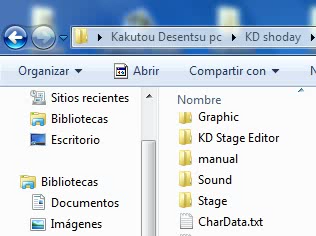 Kakutou Desentsu pc KD shoday
Organizar Abrir Compartir con
Sitios recientes
Bibliotecas
Escritorio
Bibliotecas
Documentos
Imágenes
Nombre
Graphic
KD Stage Editor
manual
Sound
Stage
CharData.txt